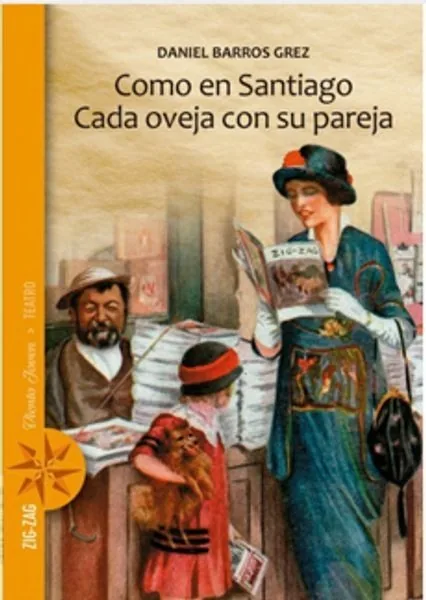 DANIEL BARROS GREZ
Como en Santiago
Cada oveja con su pareja
ZIG-ZAG
Viento Joven > TEATRO
ZIG-ZAG